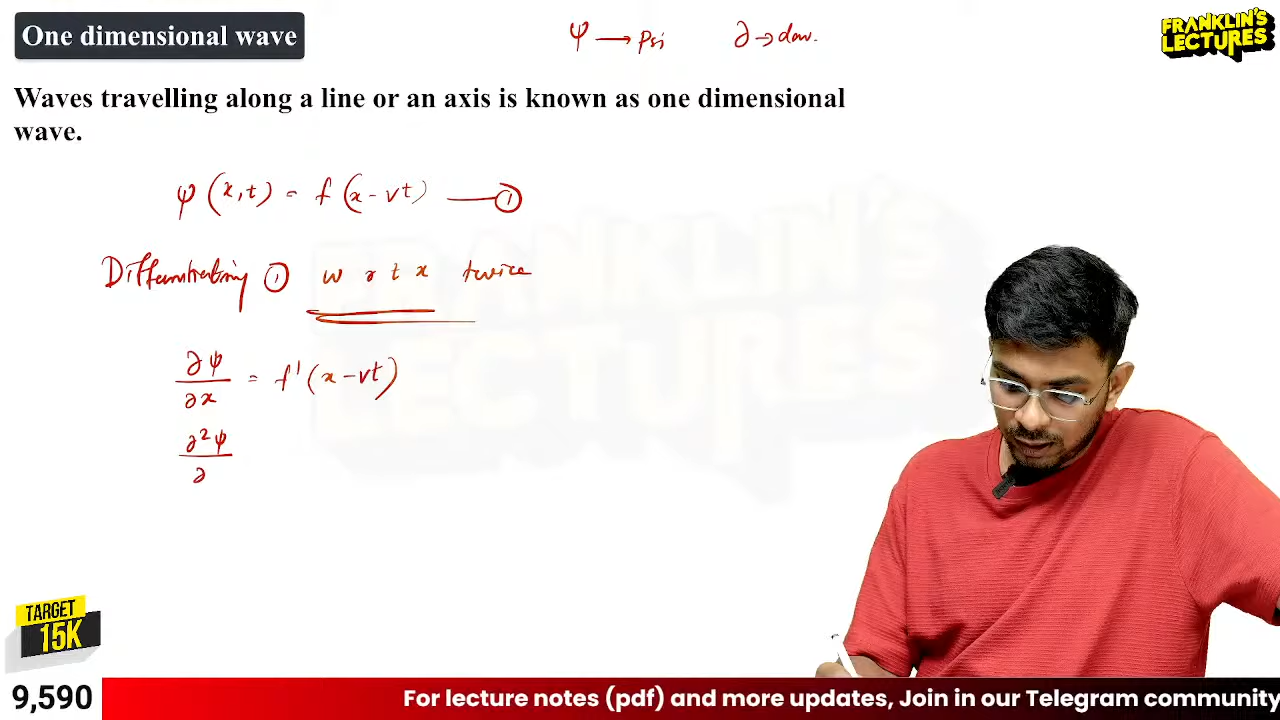 One dimensional wave
ψ → Psi ∂ → dow.
FRANKLIN'S
LECTURES
Waves travelling along a line or an axis is known as one dimensional
wave.
ψ (x,t) = f (x - vt) — ①
Differentiating ① w r t x twice
∂ψ/∂x = f' (x - vt)
∂²ψ/∂
FRANKLIN'S
LECTURES
TARGET
15K
9,590
For lecture notes (pdf) and more updates, Join in our Telegram community